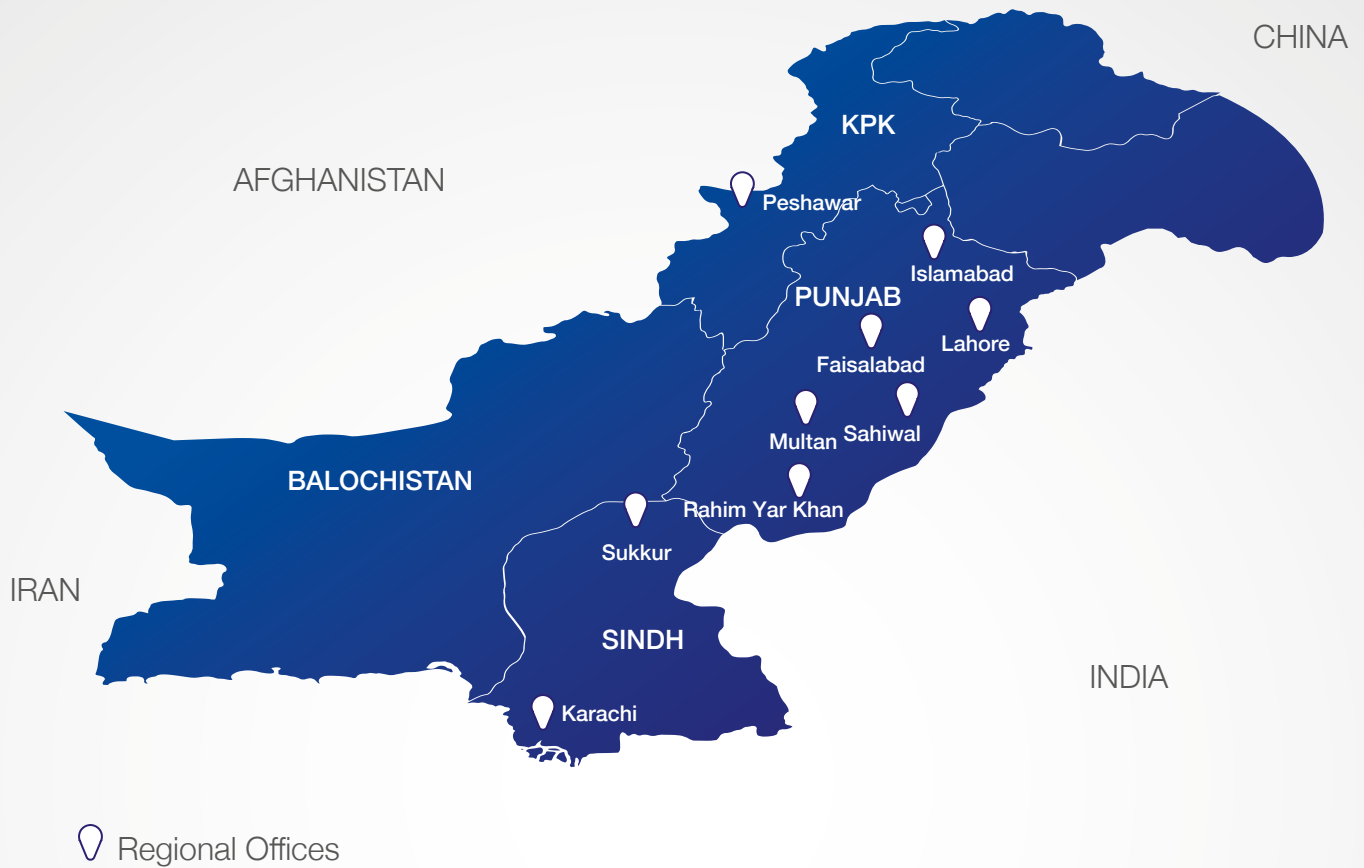 CHINA
KPK
AFGHANISTAN
Peshawar
Islamabad
PUNJAB
Lahore
Faisalabad
Multan
Sahiwal
BALOCHISTAN
Rahim Yar Khan
Sukkur
IRAN
SINDH
INDIA
Karachi
Regional Offices